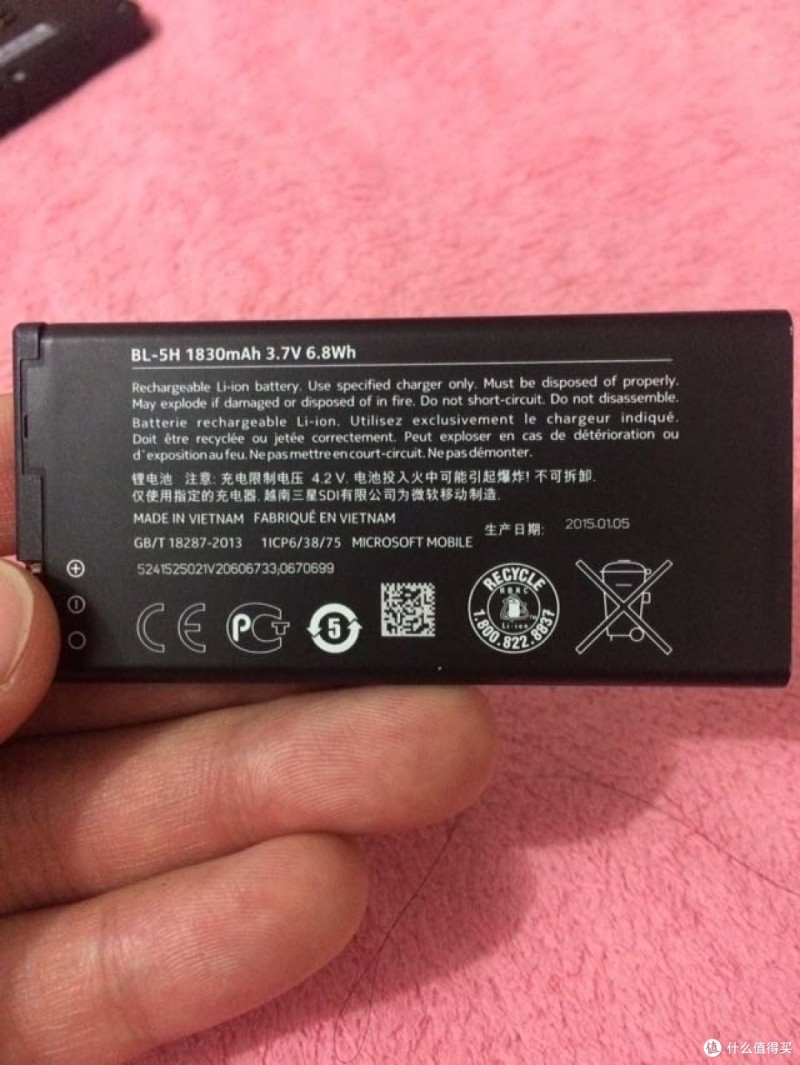 BL-5H 1830mAh 3.7V 6.8Wh
Rechargeable Li-ion battery. Use specified charger only. Must be disposed of properly.
May explode if damaged or disposed of in fire. Do not short-circuit. Do not disassemble.
Batterie rechargeable Li-ion. Utilisez exclusivement le chargeur indiqué.
Doit être recyclée ou jetée correctement. Peut exploser en cas de détérioration ou
d'exposition au feu. Ne pas mettre en court-circuit. Ne pas démonter.
锂电池 注意: 充电限制电压 4.2 V. 电池投入火中可能引起爆炸! 不可拆卸.
仅使用指定的充电器. 越南三星SDI有限公司为微软移动制造.
MADE IN VIETNAM FABRIQUÉ EN VIETNAM
生产日期: 2015.01.05
GB/T 18287-2013 1ICP6/38/75 MICROSOFT MOBILE
5241525021V20606733;0670699
CE PCT 5
RECYCLE
RBRC
Li-ion
1.800.822.8837
值 什么值得买